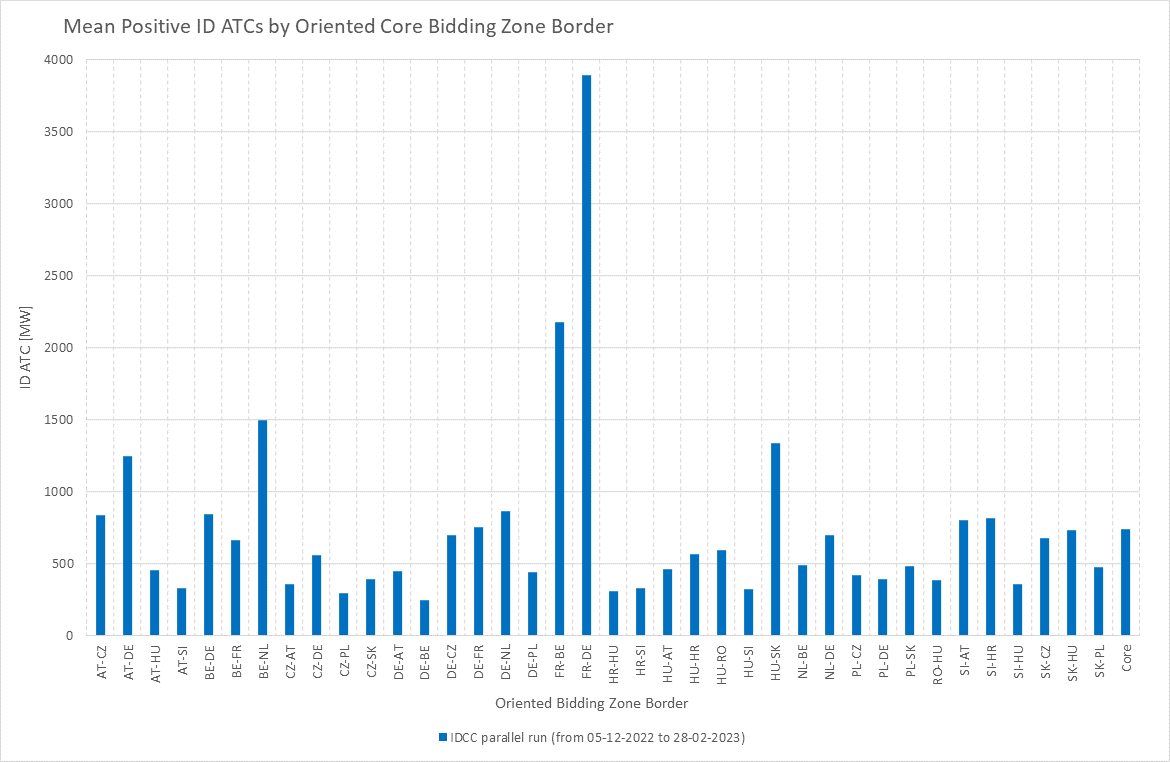 Mean Positive ID ATCs by Oriented Core Bidding Zone Border
4000
3500
3000
2500
2000
1500
1000
500
0
ID ATC [MW]
AT-CZ
AT-DE
AT-HU
AT-SI
BE-DE
BE-FR
BE-NL
CZ-AT
CZ-DE
CZ-PL
CZ-SK
DE-AT
DE-BE
DE-CZ
DE-FR
DE-NL
DE-PL
FR-BE
FR-DE
HR-HU
HR-SI
HU-AT
HU-HR
HU-RO
HU-SI
HU-SK
NL-BE
NL-DE
PL-CZ
PL-DE
PL-SK
RO-HU
SI-AT
SI-HR
SI-HU
SK-CZ
SK-HU
SK-PL
Core
Oriented Bidding Zone Border
IDCC parallel run (from 05-12-2022 to 28-02-2023)